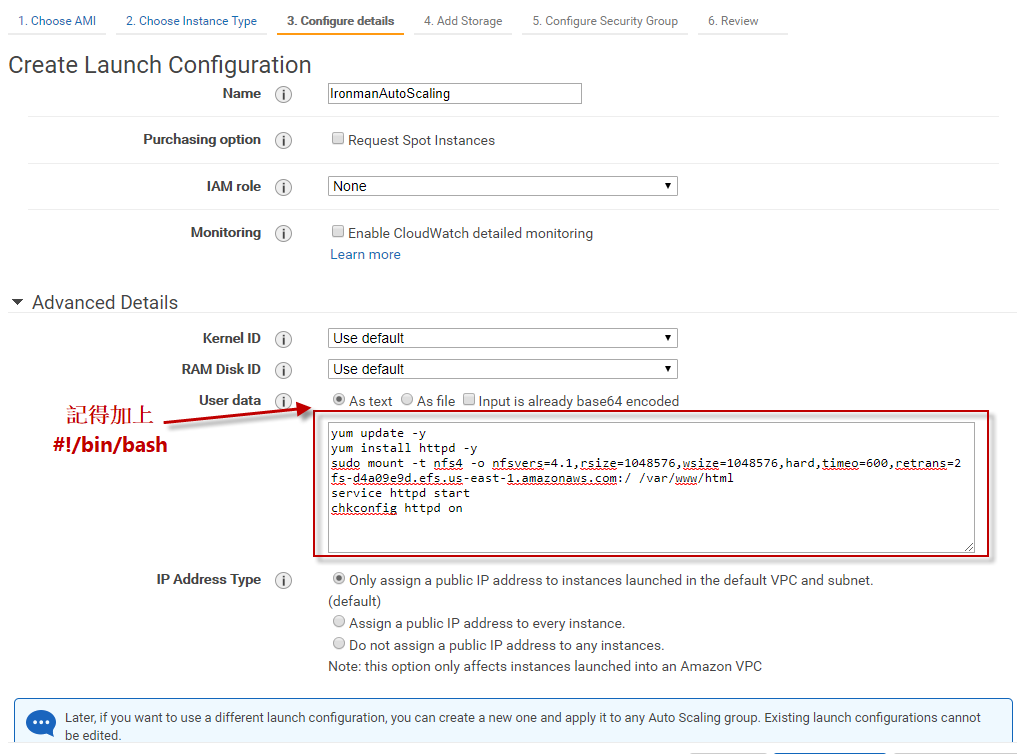 1. Choose AMI 2. Choose Instance Type 3. Configure details 4. Add Storage 5. Configure Security Group 6. Review
Create Launch Configuration
Name i IronmanAutoScaling
Purchasing option i Request Spot Instances
IAM role i None
Monitoring i Enable CloudWatch detailed monitoring
Learn more
Advanced Details
Kernel ID i Use default
RAM Disk ID i Use default
User data i As text As file Input is already base64 encoded
記得加上
#!/bin/bash
yum update -y
yum install httpd -y
sudo mount -t nfs4 -o nfsvers=4.1,rsize=1048576,wsize=1048576,hard,timeo=600,retrans=2
fs-d4a09e9d.efs.us-east-1.amazonaws.com:/ /var/www/html
service httpd start
chkconfig httpd on
IP Address Type i Only assign a public IP address to instances launched in the default VPC and subnet.
(default)
Assign a public IP address to every instance.
Do not assign a public IP address to any instances.
Note: this option only affects instances launched into an Amazon VPC
Later, if you want to use a different launch configuration, you can create a new one and apply it to any Auto Scaling group. Existing launch configurations cannot
be edited.